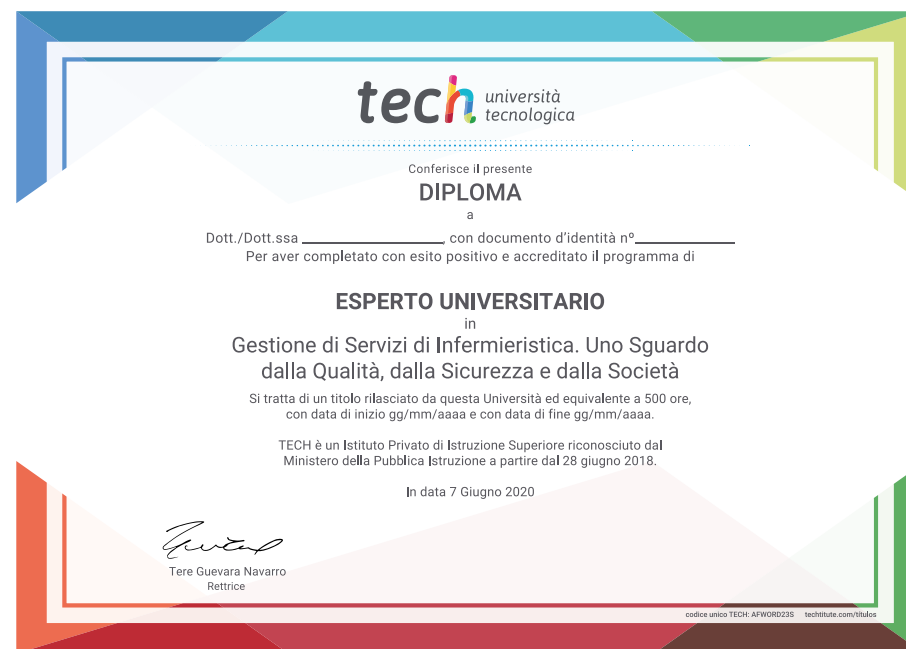 tech università
tecnologica
Conferisce il presente
DIPLOMA
a
Dott./Dott.ssa ____________, con documento d'identità nº____________
Per aver completato con esito positivo e accreditato il programma di
ESPERTO UNIVERSITARIO
in
Gestione di Servizi di Infermieristica. Uno Sguardo
dalla Qualità, dalla Sicurezza e dalla Società
Si tratta di un titolo rilasciato da questa Università ed equivalente a 500 ore,
con data di inizio gg/mm/aaaa e con data di fine gg/mm/aaaa.
TECH è un Istituto Privato di Istruzione Superiore riconosciuto dal
Ministero della Pubblica Istruzione a partire dal 28 giugno 2018.
In data 7 Giugno 2020
Tere Guevara Navarro
Rettrice
codice unico TECH: AFWORD23S techtitute.com/titulos